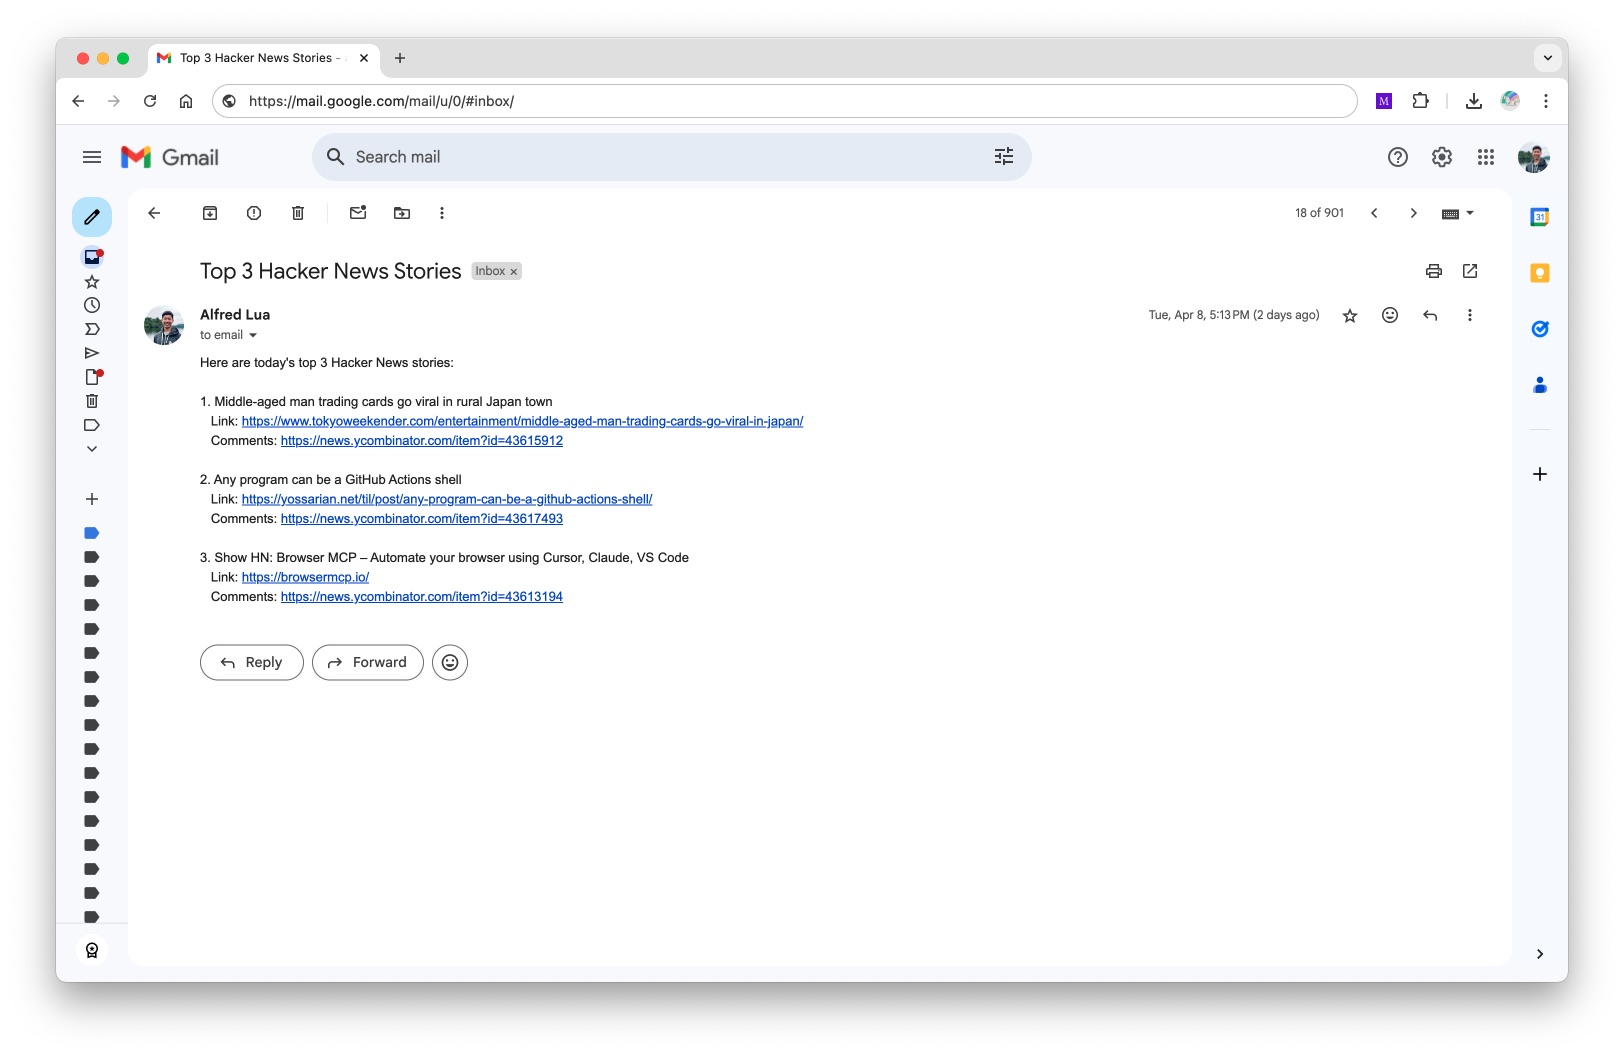 Top 3 Hacker News Stories -
https://mail.google.com/mail/u/0/#inbox/
M
Gmail
Search mail
18 of 901
31
Top 3 Hacker News Stories Inbox ×
Alfred Lua
Tue, Apr 8, 5:13 PM (2 days ago)
to email
Here are today's top 3 Hacker News stories:
1. Middle-aged man trading cards go viral in rural Japan town
Link: https://www.tokyoweekender.com/entertainment/middle-aged-man-trading-cards-go-viral-in-japan/
Comments: https://news.ycombinator.com/item?id=43615912
2. Any program can be a GitHub Actions shell
Link: https://yossarian.net/til/post/any-program-can-be-a-github-actions-shell/
Comments: https://news.ycombinator.com/item?id=43617493
3. Show HN: Browser MCP – Automate your browser using Cursor, Claude, VS Code
Link: https://browsermcp.io/
Comments: https://news.ycombinator.com/item?id=43613194
Reply
Forward